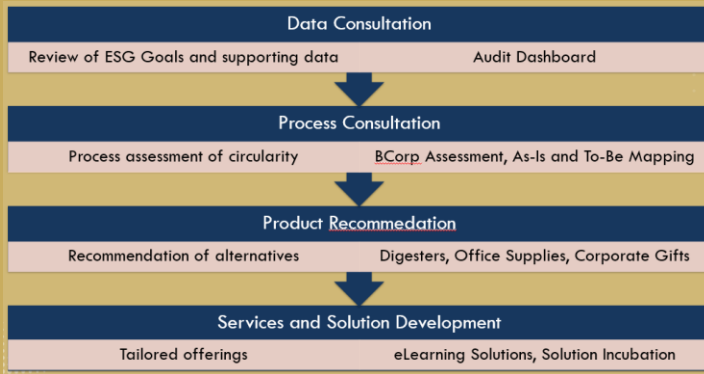 Data Consultation
Review of ESG Goals and supporting data Audit Dashboard
Process Consultation
Process assessment of circularity BCorp Assessment, As-Is and To-Be Mapping
Product Recommedation
Recommendation of alternatives Digesters, Office Supplies, Corporate Gifts
Services and Solution Development
Tailored offerings eLearning Solutions, Solution Incubation